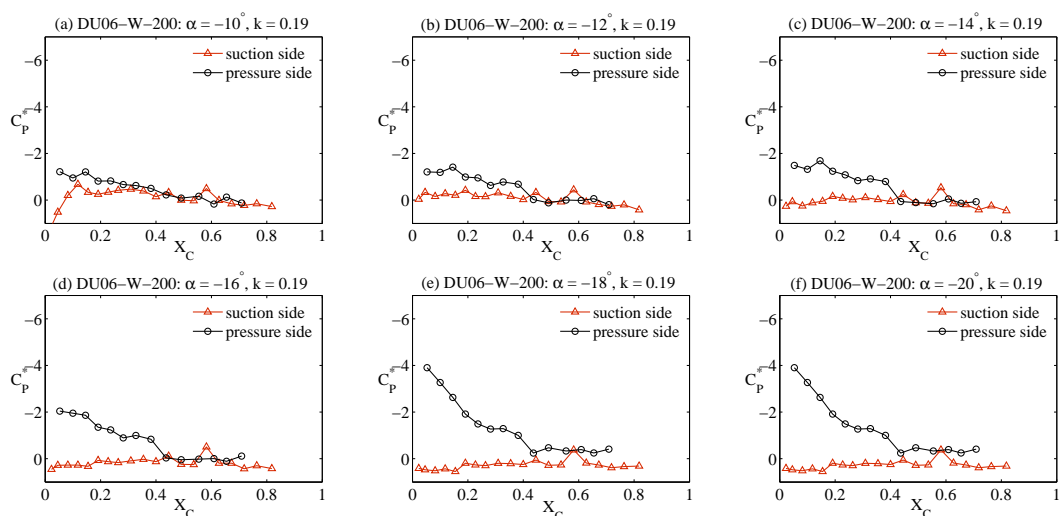 (a) DU06−W−200: α = −10°, k = 0.19
suction side
pressure side
−6
−4
−2
0
C*P
0 0.2 0.4 0.6 0.8 1
X_C
(b) DU06−W−200: α = −12°, k = 0.19
suction side
pressure side
−6
−4
−2
0
C*P
0 0.2 0.4 0.6 0.8 1
X_C
(c) DU06−W−200: α = −14°, k = 0.19
suction side
pressure side
−6
−4
−2
0
C*P
0 0.2 0.4 0.6 0.8 1
X_C
(d) DU06−W−200: α = −16°, k = 0.19
suction side
pressure side
−6
−4
−2
0
C*P
0 0.2 0.4 0.6 0.8 1
X_C
(e) DU06−W−200: α = −18°, k = 0.19
suction side
pressure side
−6
−4
−2
0
C*P
0 0.2 0.4 0.6 0.8 1
X_C
(f) DU06−W−200: α = −20°, k = 0.19
suction side
pressure side
−6
−4
−2
0
C*P
0 0.2 0.4 0.6 0.8 1
X_C